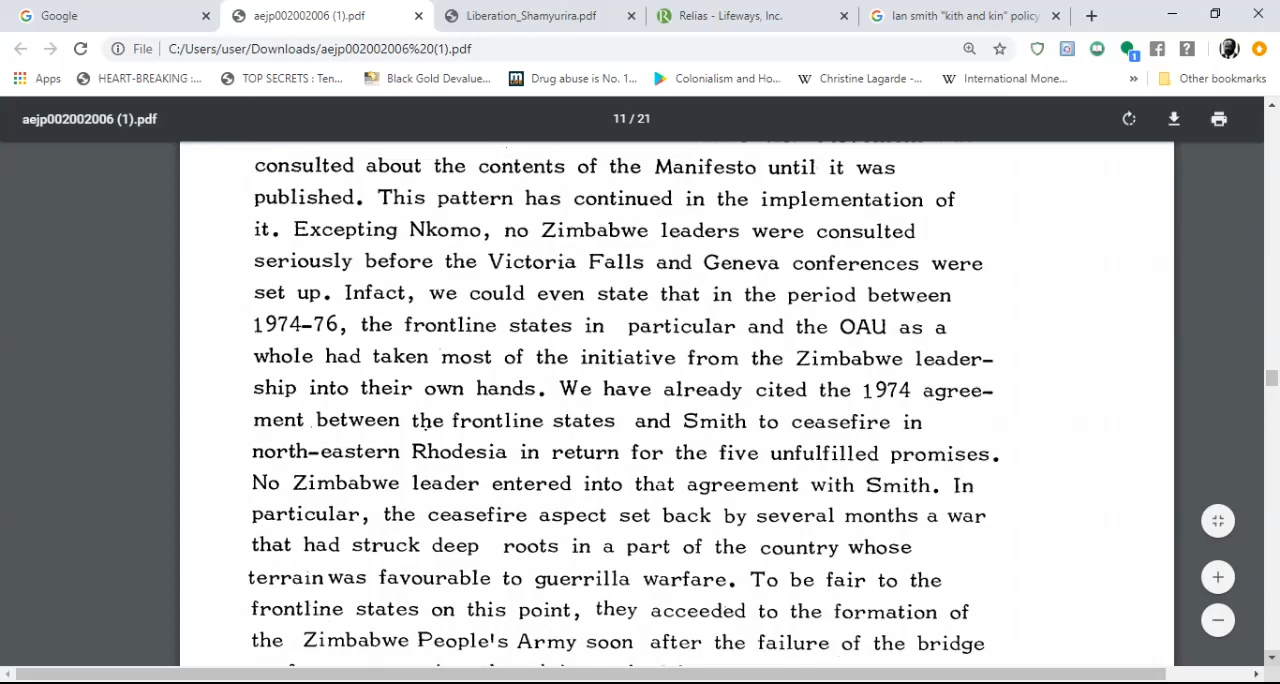 Google
aejp002002006 (1).pdf
Liberation_Shamyurira.pdf
Relias - Lifeways, Inc.
Ian smith "kith and kin" policy
File
C:/Users/user/Downloads/aejp002002006%20(1).pdf
1
Apps
HEART-BREAKING :...
TOP SECRETS : Ten...
Black Gold Devalue...
Drug abuse is No. 1...
Colonialism and Ho...
Christine Lagarde -...
International Mone...
Other bookmarks
aejp002002006 (1).pdf
11 / 21
consulted about the contents of the Manifesto until it was
published. This pattern has continued in the implementation of
it. Excepting Nkomo, no Zimbabwe leaders were consulted
seriously before the Victoria Falls and Geneva conferences were
set up. Infact, we could even state that in the period between
1974-76, the frontline states in particular and the OAU as a
whole had taken most of the initiative from the Zimbabwe leader-
ship into their own hands. We have already cited the 1974 agree-
ment between the frontline states and Smith to ceasefire in
north-eastern Rhodesia in return for the five unfulfilled promises.
No Zimbabwe leader entered into that agreement with Smith. In
particular, the ceasefire aspect set back by several months a war
that had struck deep roots in a part of the country whose
terrain was favourable to guerrilla warfare. To be fair to the
frontline states on this point, they acceeded to the formation of
the Zimbabwe People's Army soon after the failure of the bridge